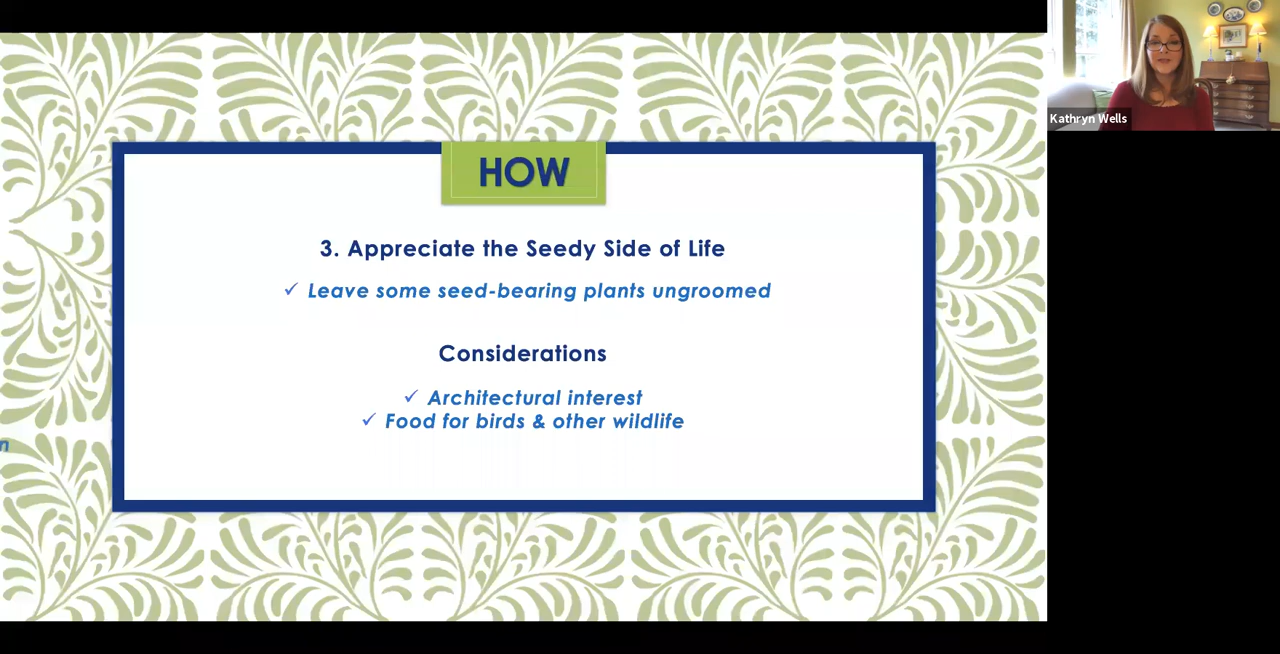 HOW
3. Appreciate the Seedy Side of Life
✓ Leave some seed-bearing plants ungroomed
Considerations
✓ Architectural interest
✓ Food for birds & other wildlife
n
Kathryn Wells